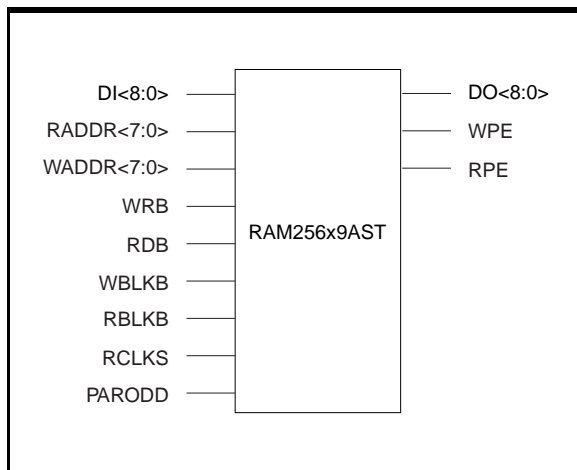 DI<8:0>
RADDR<7:0>
WADDR<7:0>
WRB
RDB
WBLKB
RBLKB
RCLKS
PARODD
RAM256x9AST
DO<8:0>
WPE
RPE